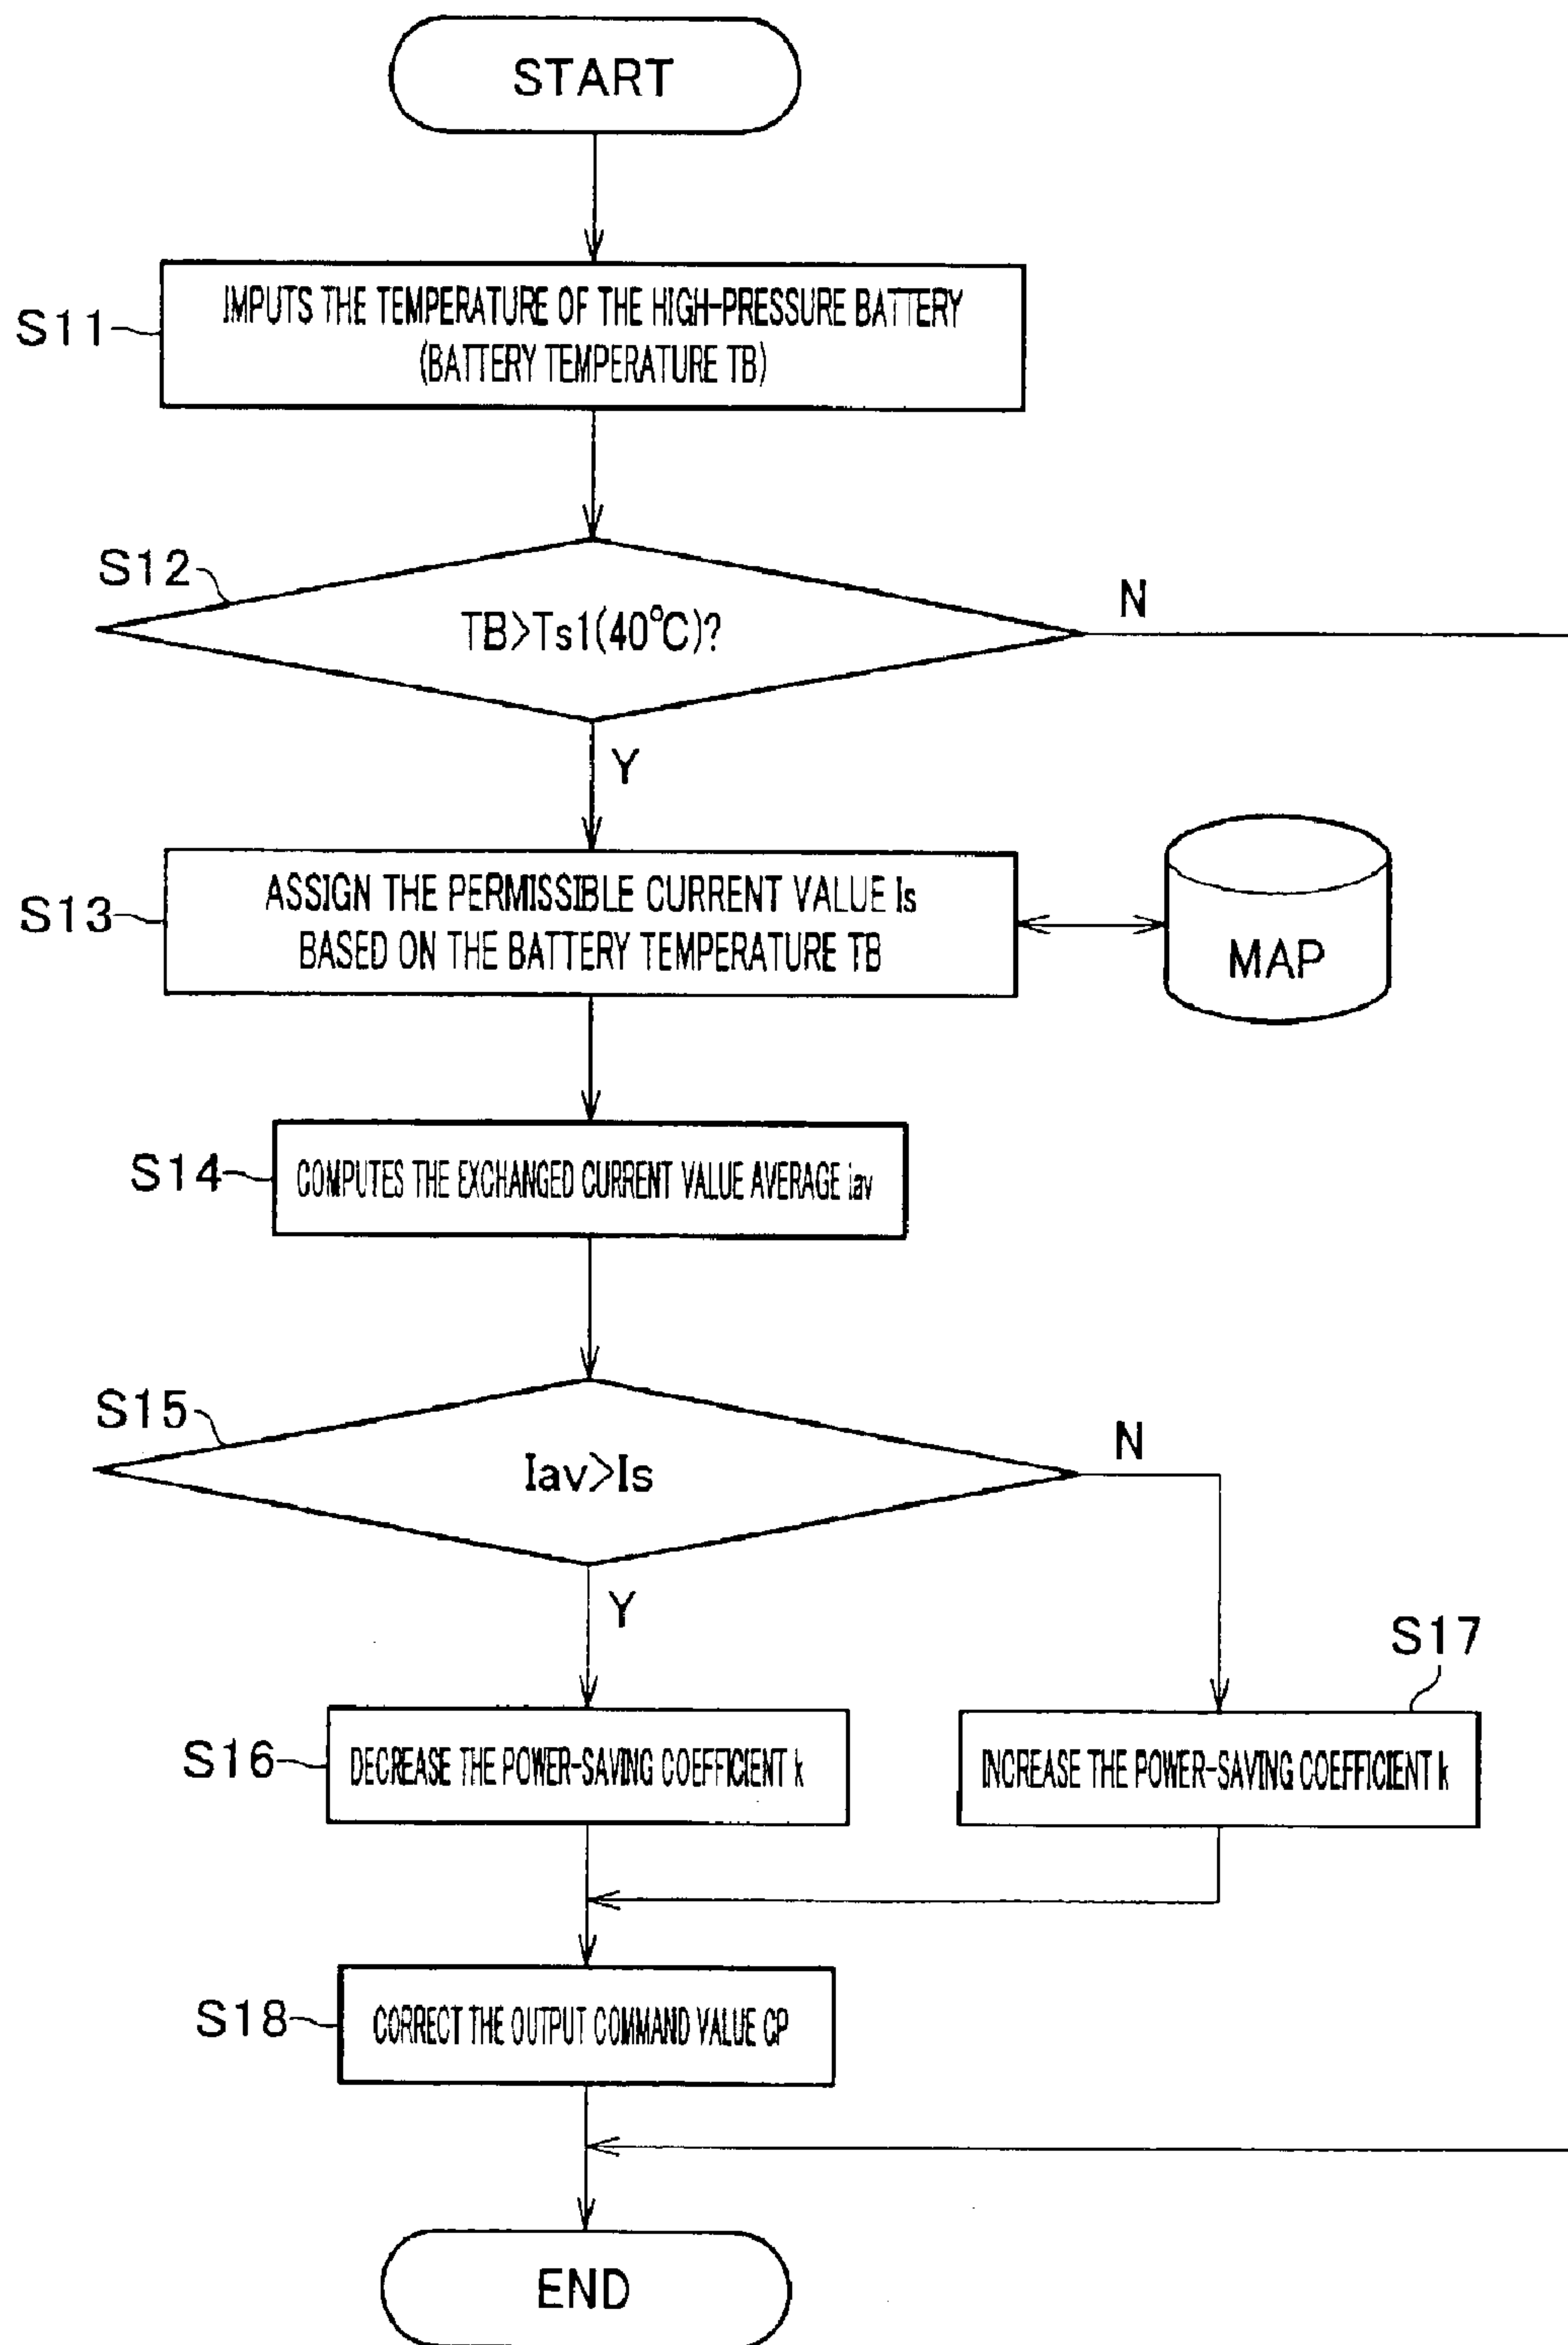 START
S11
IMPUTS THE TEMPERATURE OF THE HIGH-PRESSURE BATTERY
(BATTERY TEMPERATURE TB)
S12
TB>Ts1(40°C)?
N
Y
S13
ASSIGN THE PERMISSIBLE CURRENT VALUE Is
BASED ON THE BATTERY TEMPERATURE TB
MAP
S14
COMPUTES THE EXCHANGED CURRENT VALUE AVERAGE iav
S15
Iav>Is
N
Y
S16
DECREASE THE POWER-SAVING COEFFICIENT k
S17
INCREASE THE POWER-SAVING COEFFICIENT k
S18
CORRECT THE OUTPUT COMMAND VALUE CP
END